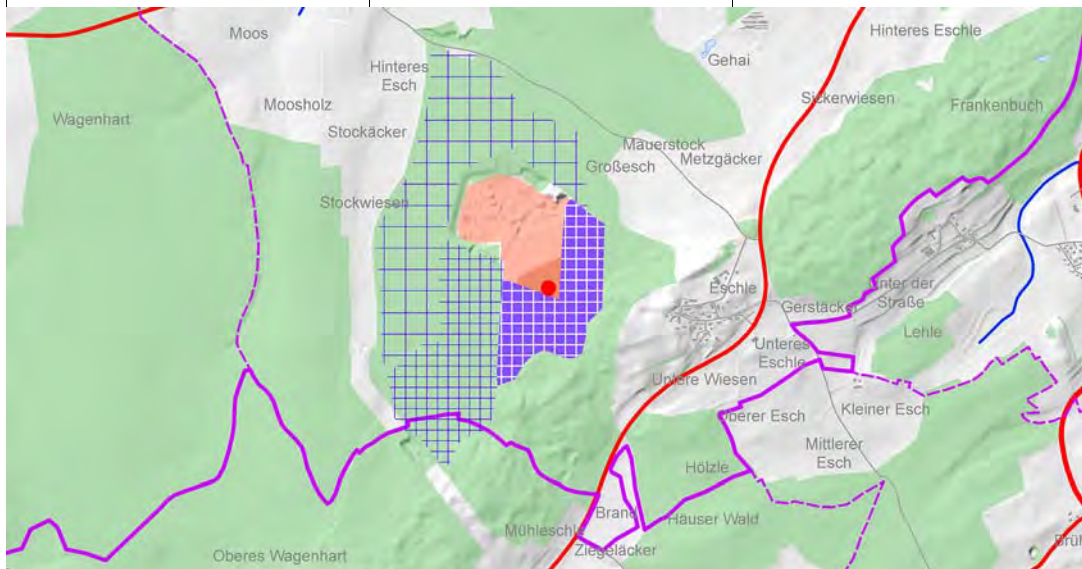 Moos
Hinteres Eschle
Gehai
Hinteres
Esch
Sickerwiesen
Frankenbuch
Moosholz
Wagenhart
Stockäcker
Mauerstock
Großesch
Metzgäcker
Stockwiesen
Eschle
Unter der
Straße
Gerstäcker
Lehle
Unteres
Eschle
Untere Wiesen
Oberer Esch
Kleiner Esch
Mittlerer
Esch
Hölzle
Brand
Häuser Wald
Mühleschle
Ziegeläcker
Oberes Wagenhart